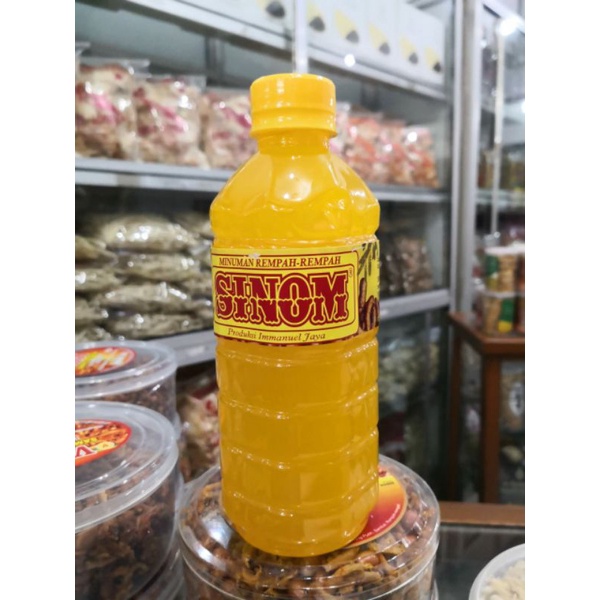 MINUMAN REMPAH-REMPAH
SINOM
Produksi Immanuel Jaya